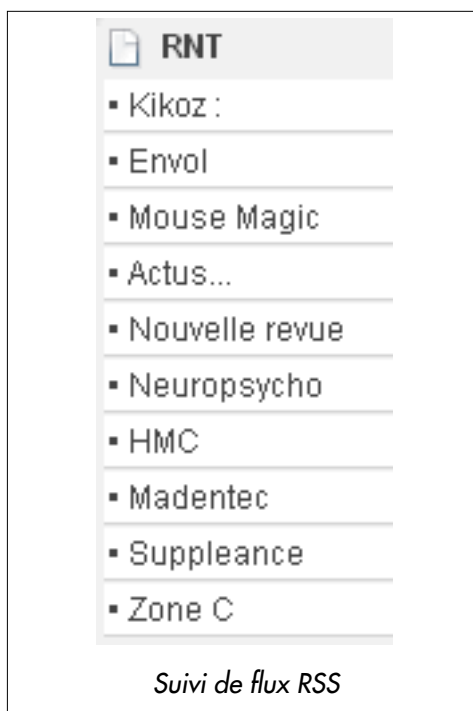 RNT
▪ Kikoz :
▪ Envol
▪ Mouse Magic
▪ Actus...
▪ Nouvelle revue
▪ Neuropsycho
▪ HMC
▪ Madentec
▪ Suppleance
▪ Zone C
Suivi de flux RSS